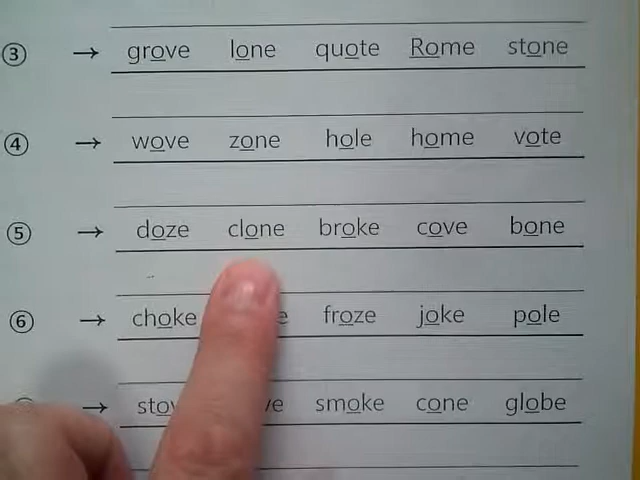 ③ → grove lone quote Rome stone
④ → wove zone hole home vote
⑤ → doze clone broke cove bone
⑥ → choke froze joke pole
→ smoke cone globe